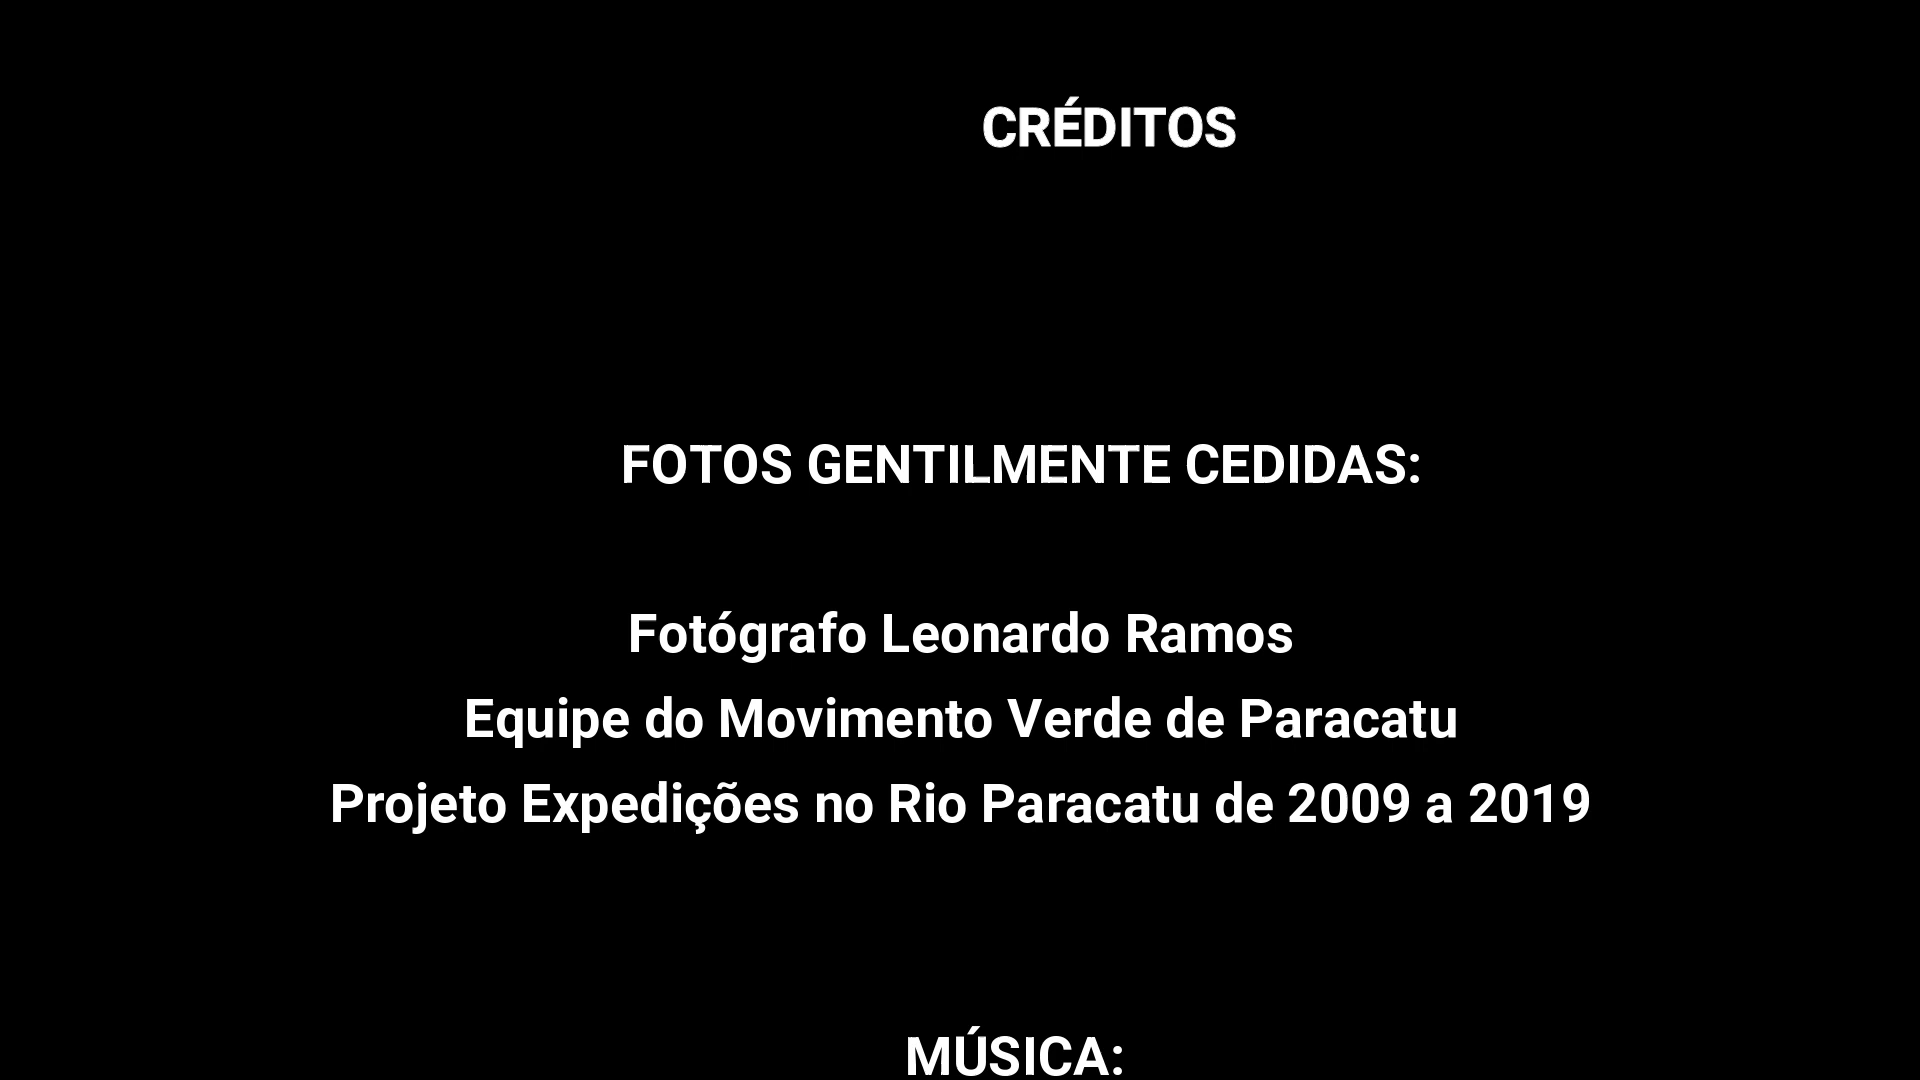 CRÉDITOS
FOTOS GENTILMENTE CEDIDAS:
Fotógrafo Leonardo Ramos
Equipe do Movimento Verde de Paracatu
Projeto Expedições no Rio Paracatu de 2009 a 2019
MÚSICA: